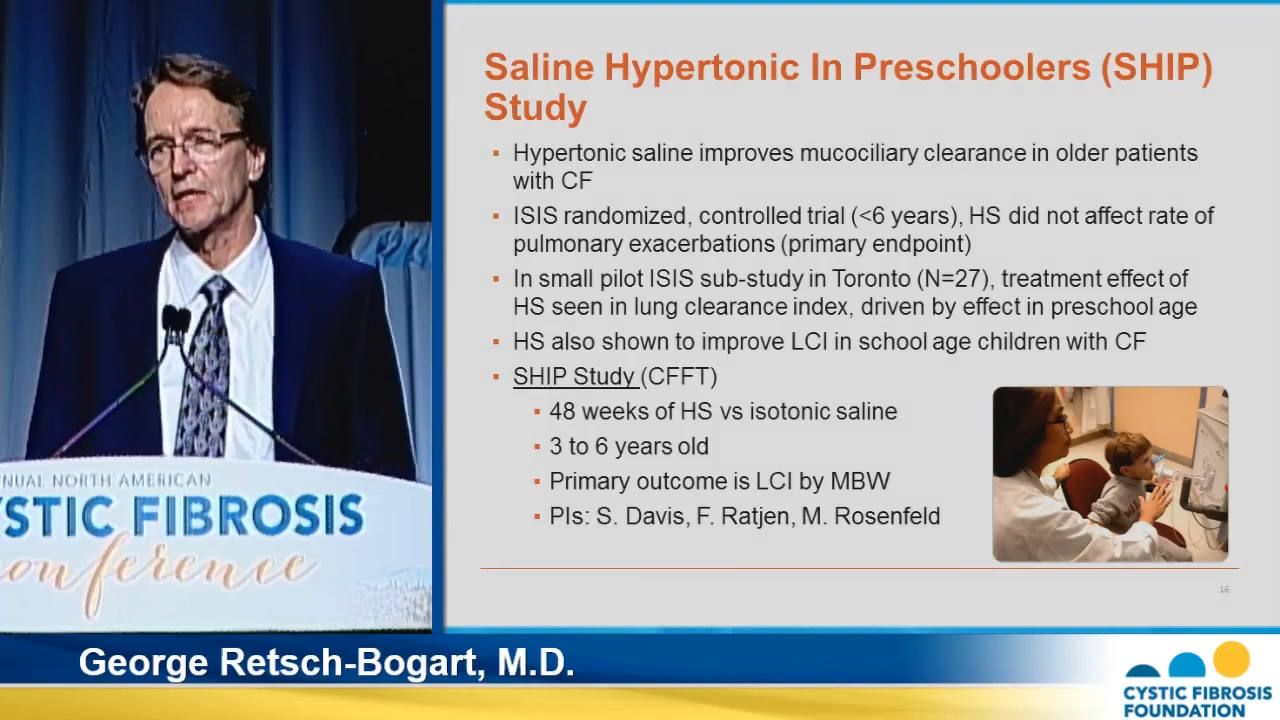 NUAL NORTH AMERICAN
YSTIC FIBROSIS
onference
Saline Hypertonic In Preschoolers (SHIP)
Study
▪ Hypertonic saline improves mucociliary clearance in older patients
with CF
▪ ISIS randomized, controlled trial (<6 years), HS did not affect rate of
pulmonary exacerbations (primary endpoint)
▪ In small pilot ISIS sub-study in Toronto (N=27), treatment effect of
HS seen in lung clearance index, driven by effect in preschool age
▪ HS also shown to improve LCI in school age children with CF
▪ SHIP Study (CFFT)
▪ 48 weeks of HS vs isotonic saline
▪ 3 to 6 years old
▪ Primary outcome is LCI by MBW
▪ PIs: S. Davis, F. Ratjen, M. Rosenfeld
16
George Retsch-Bogart, M.D.
CYSTIC FIBROSIS
FOUNDATION